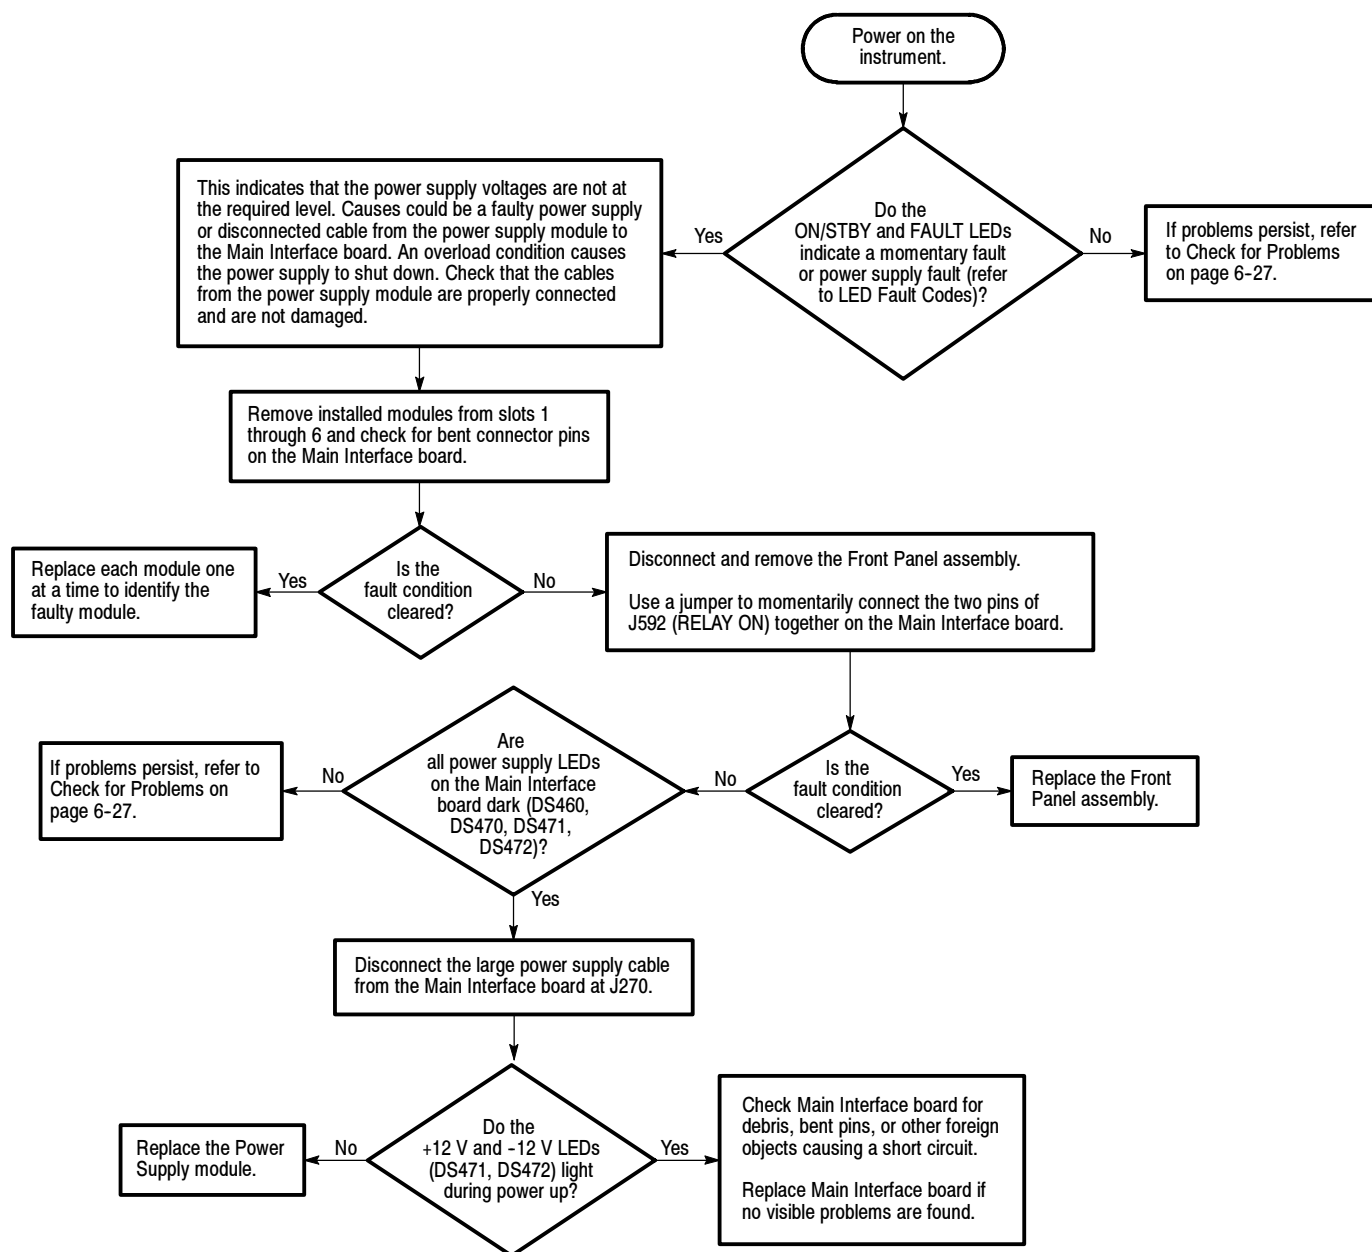 Power on the
instrument.
Do the
ON/STBY and FAULT LEDs
indicate a momentary fault
or power supply fault (refer
to LED Fault Codes)?
Yes
No
This indicates that the power supply voltages are not at
the required level. Causes could be a faulty power supply
or disconnected cable from the power supply module to
the Main Interface board. An overload condition causes
the power supply to shut down. Check that the cables
from the power supply module are properly connected
and are not damaged.
If problems persist, refer
to Check for Problems
on page 6-27.
Remove installed modules from slots 1
through 6 and check for bent connector pins
on the Main Interface board.
Is the
fault condition
cleared?
Yes
No
Replace each module one
at a time to identify the
faulty module.
Disconnect and remove the Front Panel assembly.
Use a jumper to momentarily connect the two pins of
J592 (RELAY ON) together on the Main Interface board.
Is the
fault condition
cleared?
Yes
No
Replace the Front
Panel assembly.
Are
all power supply LEDs
on the Main Interface
board dark (DS460,
DS470, DS471,
DS472)?
No
Yes
If problems persist, refer to
Check for Problems on
page 6-27.
Disconnect the large power supply cable
from the Main Interface board at J270.
Do the
+12 V and -12 V LEDs
(DS471, DS472) light
during power up?
No
Yes
Replace the Power
Supply module.
Check Main Interface board for
debris, bent pins, or other foreign
objects causing a short circuit.
Replace Main Interface board if
no visible problems are found.